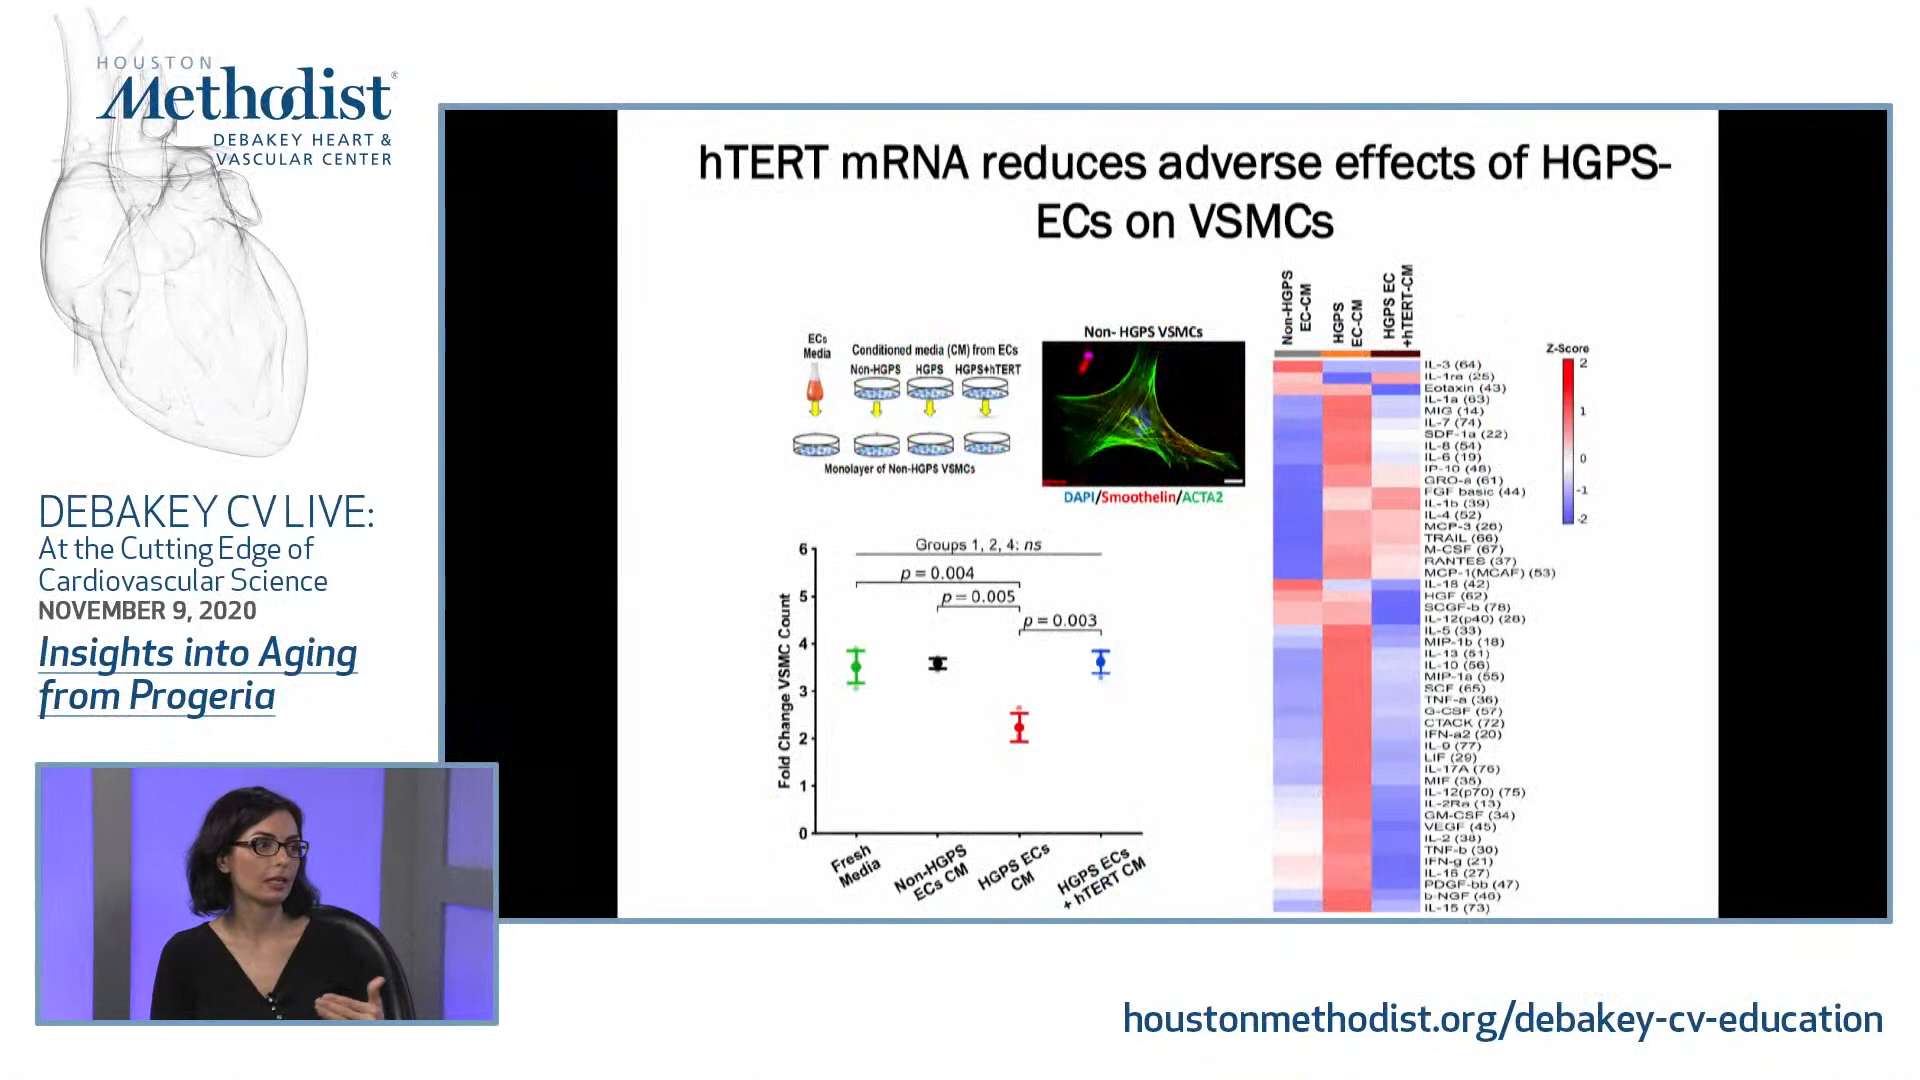 HOUSTON
Methodist®
DEBAKEY HEART &
VASCULAR CENTER
DEBAKEY CV LIVE:
At the Cutting Edge of
Cardiovascular Science
NOVEMBER 9, 2020
Insights into Aging
from Progeria
hTERT mRNA reduces adverse effects of HGPS-
ECs on VSMCs
ECs
Media
Conditioned media (CM) from ECs
Non-HGPS HGPS HGPS+hTERT
Monolayer of Non-HGPS VSMCs
Non- HGPS VSMCs
DAPI/Smoothelin/ACTA2
Groups 1, 2, 4: ns
p = 0.004
p = 0.005
p = 0.003
Fold Change VSMC Count
6
5
4
3
2
1
0
Fresh
Media
Non-HGPS
ECs CM
HGPS ECs
CM
HGPS ECs
+ hTERT CM
Non-HGPS
EC-CM
HGPS
EC-CM
HGPS EC
+hTERT-CM
Z-Score
2
1
0
-1
-2
IL-3 (64)
IL-1ra (25)
Eotaxin (43)
IL-1a (63)
MIG (14)
IL-7 (74)
SDF-1a (22)
IL-8 (54)
IL-6 (19)
IP-10 (48)
GRO-a (61)
FGF basic (44)
IL-1b (39)
IL-4 (52)
MCP-3 (26)
TRAIL (66)
M-CSF (67)
RANTES (37)
MCP-1(MCAF) (53)
IL-18 (42)
HGF (62)
SCGF-b (78)
IL-12(p40) (28)
IL-5 (33)
MIP-1b (18)
IL-13 (51)
IL-10 (56)
MIP-1a (55)
SCF (65)
TNF-a (36)
G-CSF (57)
CTACK (72)
IFN-a2 (20)
IL-9 (77)
LIF (29)
IL-17A (76)
MIF (35)
IL-12(p70) (75)
IL-2Ra (13)
GM-CSF (34)
VEGF (45)
IL-2 (38)
TNF-b (30)
IFN-g (21)
IL-16 (27)
PDGF-bb (47)
b-NGF (46)
IL-15 (73)
houstonmethodist.org/debakey-cv-education